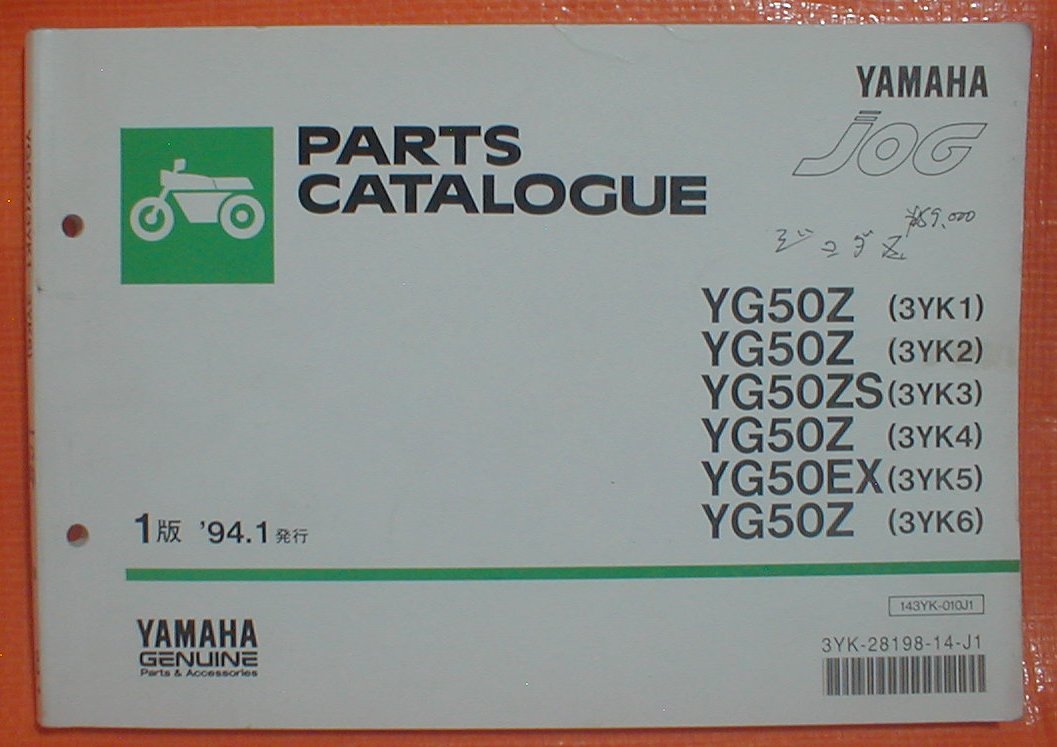 YAMAHA
JOG
PARTS
CATALOGUE
YG50Z (3YK1)
YG50Z (3YK2)
YG50ZS (3YK3)
YG50Z (3YK4)
YG50EX (3YK5)
YG50Z (3YK6)
1版 '94.1発行
143YK-010J1
3YK-28198-14-J1
YAMAHA
GENUINE
Parts & Accessories